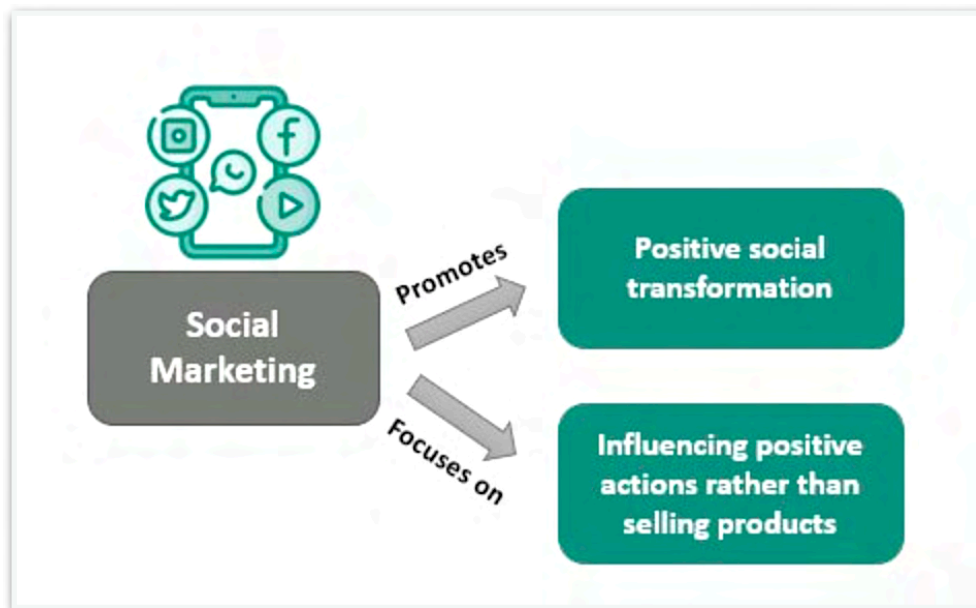 Social
Marketing
Promotes
Positive social
transformation
Focuses on
Influencing positive
actions rather than
selling products